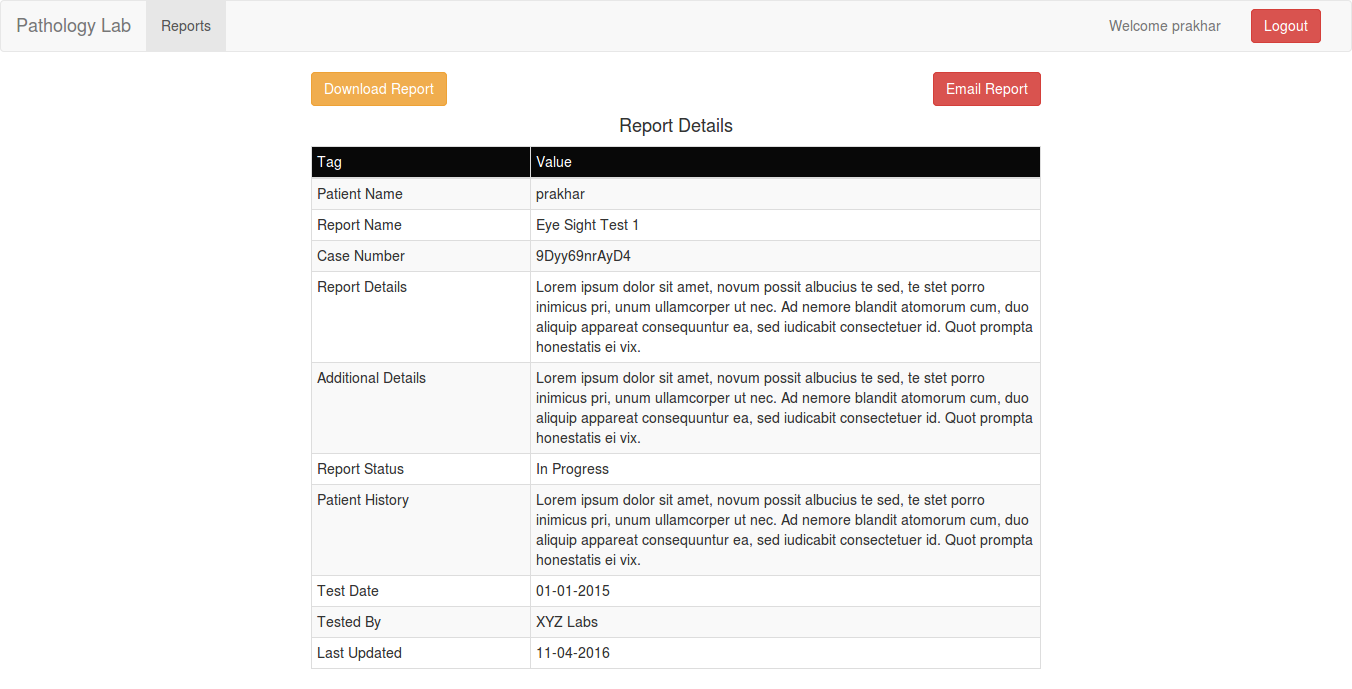 Pathology Lab Reports Welcome prakhar Logout
Download Report Email Report
Report Details
Tag Value
Patient Name prakhar
Report Name Eye Sight Test 1
Case Number 9Dyy69nrAyD4
Report Details Lorem ipsum dolor sit amet, novum possit albucius te sed, te stet porro
inimicus pri, unum ullamcorper ut nec. Ad nemore blandit atomorum cum, duo
aliquip appareat consequuntur ea, sed iudicabit consectetuer id. Quot prompta
honestatis ei vix.
Additional Details Lorem ipsum dolor sit amet, novum possit albucius te sed, te stet porro
inimicus pri, unum ullamcorper ut nec. Ad nemore blandit atomorum cum, duo
aliquip appareat consequuntur ea, sed iudicabit consectetuer id. Quot prompta
honestatis ei vix.
Report Status In Progress
Patient History Lorem ipsum dolor sit amet, novum possit albucius te sed, te stet porro
inimicus pri, unum ullamcorper ut nec. Ad nemore blandit atomorum cum, duo
aliquip appareat consequuntur ea, sed iudicabit consectetuer id. Quot prompta
honestatis ei vix.
Test Date 01-01-2015
Tested By XYZ Labs
Last Updated 11-04-2016